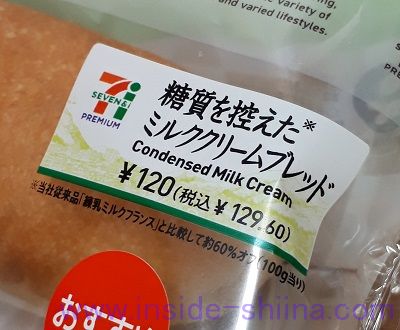 the variety of
and varied lifestyles.
SEVEN&i
PREMIUM
糖質を控えた※
ミルククリームブレッド
Condensed Milk Cream
¥120(税込¥129.60)
※当社従来品「練乳ミルクフランス」と比較して約60%オフ(100g当り)
www.inside-shiina.com